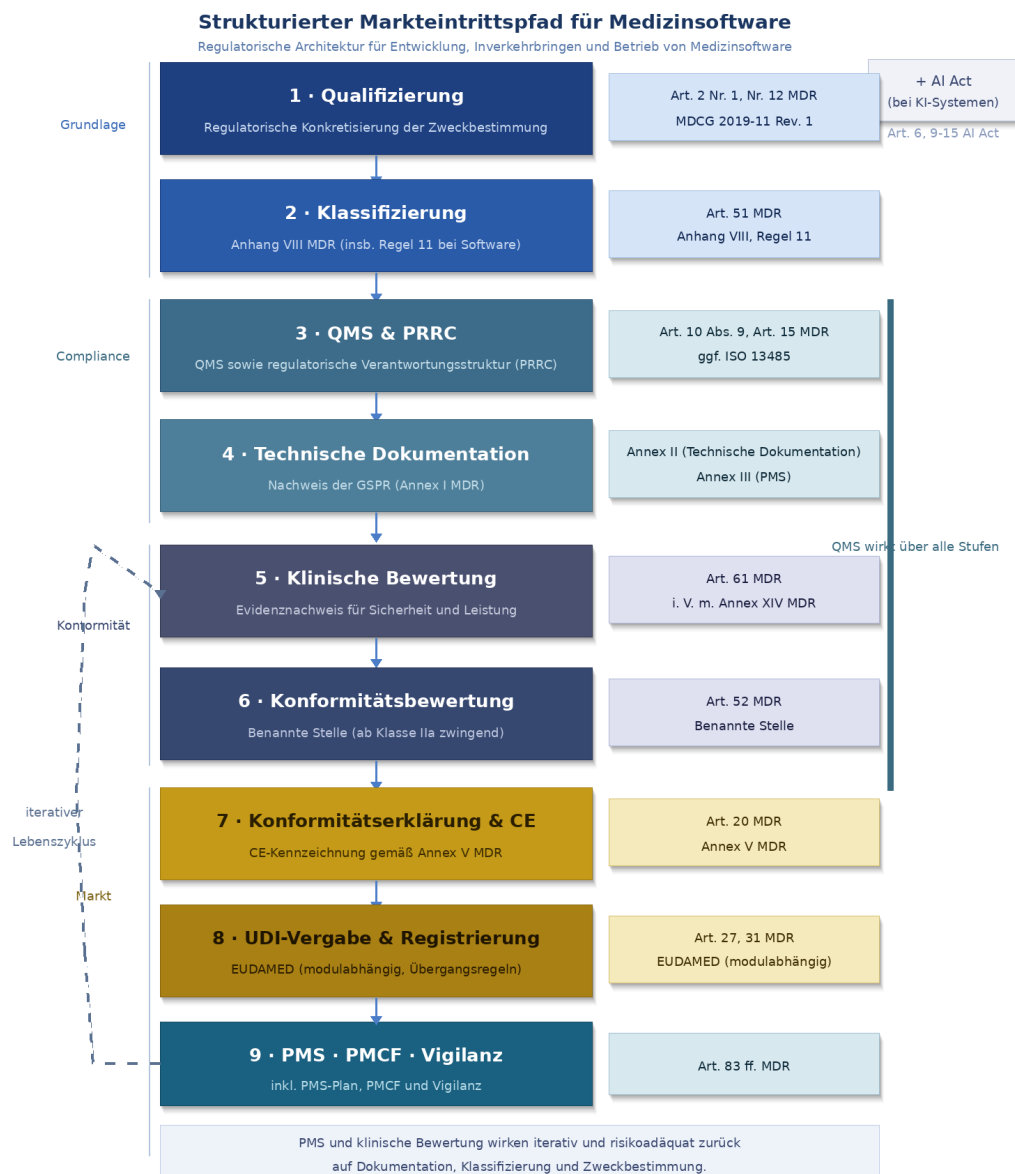 Strukturierter Markteintrittspfad für Medizinsoftware
Regulatorische Architektur für Entwicklung, Inverkehrbringen und Betrieb von Medizinsoftware
Grundlage
1 · Qualifizierung
Regulatorische Konkretisierung der Zweckbestimmung
Art. 2 Nr. 1, Nr. 12 MDR
MDCG 2019-11 Rev. 1
+ AI Act
(bei KI-Systemen)
Art. 6, 9-15 AI Act
2 · Klassifizierung
Anhang VIII MDR (insb. Regel 11 bei Software)
Art. 51 MDR
Anhang VIII, Regel 11
Compliance
3 · QMS & PRRC
QMS sowie regulatorische Verantwortungsstruktur (PRRC)
Art. 10 Abs. 9, Art. 15 MDR
ggf. ISO 13485
4 · Technische Dokumentation
Nachweis der GSPR (Annex I MDR)
Annex II (Technische Dokumentation)
Annex III (PMS)
QMS wirkt über alle Stufen
Konformität
5 · Klinische Bewertung
Evidenznachweis für Sicherheit und Leistung
Art. 61 MDR
i. V. m. Annex XIV MDR
6 · Konformitätsbewertung
Benannte Stelle (ab Klasse IIa zwingend)
Art. 52 MDR
Benannte Stelle
iterativer
Lebenszyklus
Markt
7 · Konformitätserklärung & CE
CE-Kennzeichnung gemäß Annex V MDR
Art. 20 MDR
Annex V MDR
8 · UDI-Vergabe & Registrierung
EUDAMED (modulabhängig, Übergangsregeln)
Art. 27, 31 MDR
EUDAMED (modulabhängig)
9 · PMS · PMCF · Vigilanz
inkl. PMS-Plan, PMCF und Vigilanz
Art. 83 ff. MDR
PMS und klinische Bewertung wirken iterativ und risikoadäquat zurück
auf Dokumentation, Klassifizierung und Zweckbestimmung.